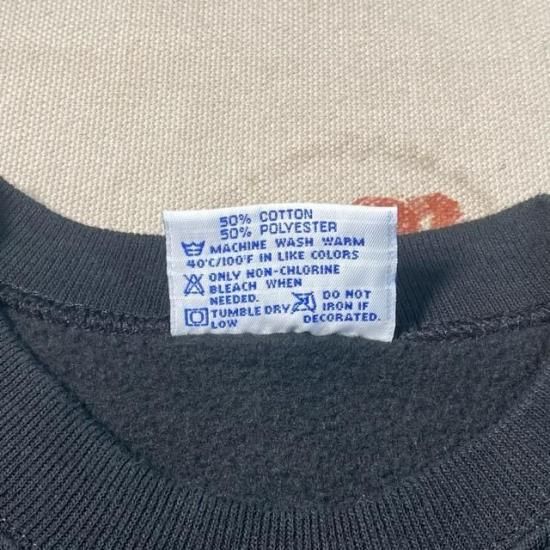 50% COTTON
50% POLYESTER
MACHINE WASH WARM
40°C/100°F IN LIKE COLORS
ONLY NON-CHLORINE
BLEACH WHEN
NEEDED.
DO NOT
IRON IF
DECORATED.
TUMBLE DRY
LOW